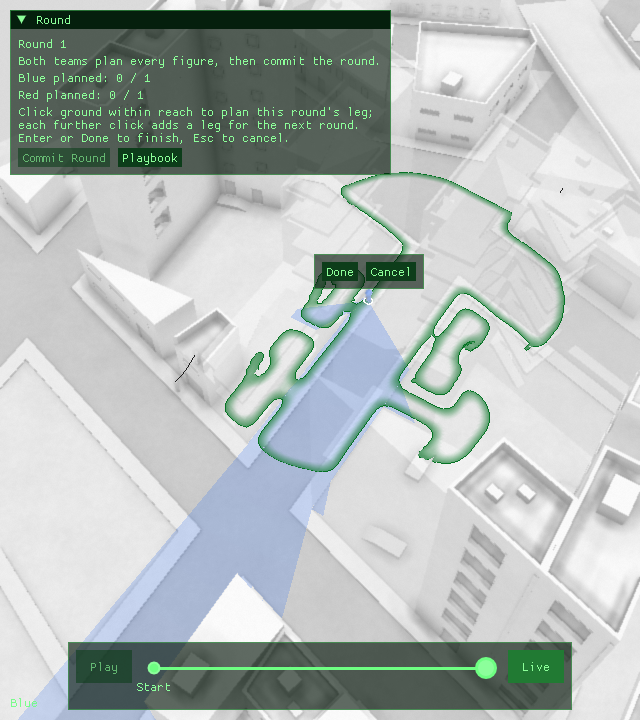 Round
Round 1
Both teams plan every figure, then commit the round.
Blue planned: 0 / 1
Red planned: 0 / 1
Click ground within reach to plan this round's leg;
each further click adds a leg for the next round.
Enter or Done to finish, Esc to cancel.
Commit Round Playbook
Done Cancel
Play Live
Start
Blue